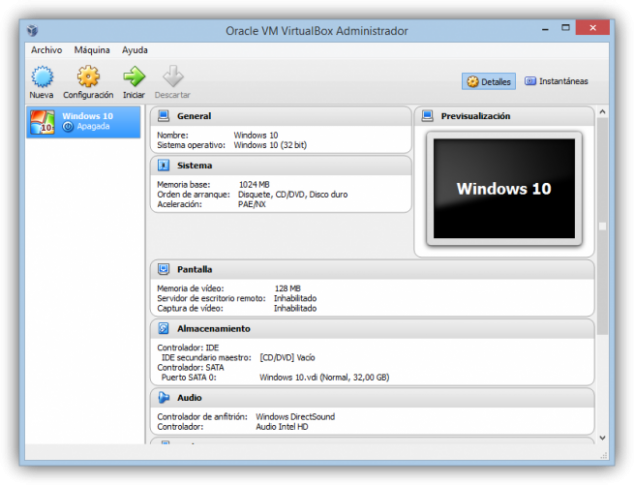 Oracle VM VirtualBox Administrador
Archivo Máquina Ayuda
Nueva Configuración Iniciar Descartar
Detalles Instantáneas
Windows 10
Apagada
10
General
Nombre: Windows 10
Sistema operativo: Windows 10 (32 bit)
Sistema
Memoria base: 1024 MB
Orden de arranque: Disquete, CD/DVD, Disco duro
Aceleración: PAE/NX
Previsualización
Windows 10
Pantalla
Memoria de vídeo: 128 MB
Servidor de escritorio remoto: Inhabilitado
Captura de vídeo: Inhabilitado
Almacenamiento
Controlador: IDE
IDE secundario maestro: [CD/DVD] Vacío
Controlador: SATA
Puerto SATA 0: Windows 10.vdi (Normal, 32,00 GB)
Audio
Controlador de anfitrión: Windows DirectSound
Controlador: Audio Intel HD